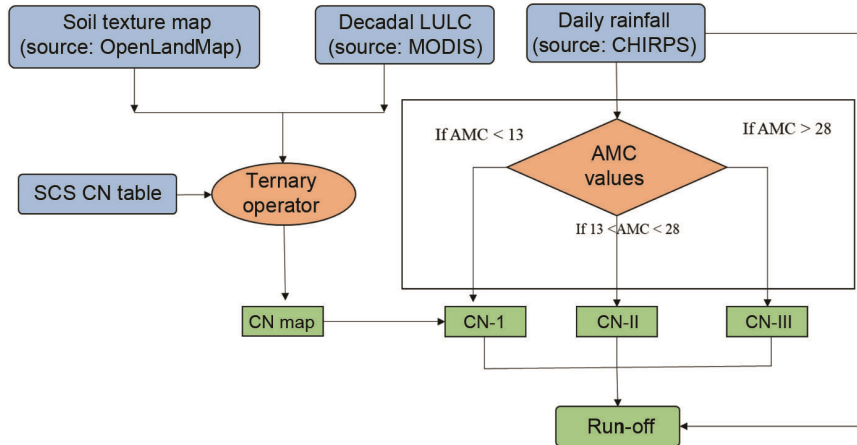 Soil texture map
(source: OpenLandMap)
Decadal LULC
(source: MODIS)
Daily rainfall
(source: CHIRPS)
If AMC < 13
If AMC > 28
AMC
values
SCS CN table
Ternary
operator
If 13 <AMC < 28
CN map
CN-1
CN-II
CN-III
Run-off